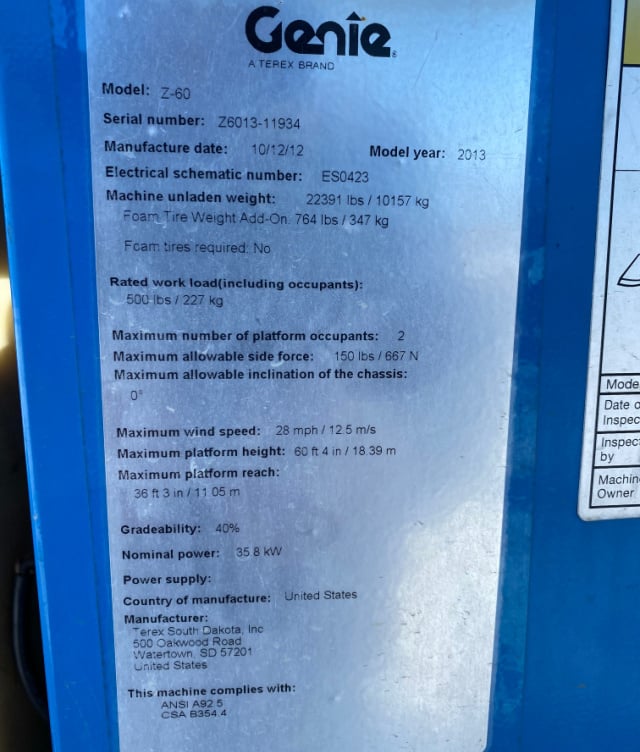 Genie
A TEREX BRAND
Model: Z-60
Serial number: Z6013-11934
Manufacture date: 10/12/12 Model year: 2013
Electrical schematic number: ES0423
Machine unladen weight: 22391 lbs / 10157 kg
Foam Tire Weight Add-On: 764 lbs / 347 kg
Foam tires required: No
Rated work load(including occupants):
500 lbs / 227 kg
Maximum number of platform occupants: 2
Maximum allowable side force: 150 lbs / 667 N
Maximum allowable inclination of the chassis:
0°
Maximum wind speed: 28 mph / 12.5 m/s
Maximum platform height: 60 ft 4 in / 18.39 m
Maximum platform reach:
36 ft 3 in / 11.05 m
Gradeability: 40%
Nominal power: 35.8 kW
Power supply:
Country of manufacture: United States
Manufacturer:
Terex South Dakota, Inc
500 Oakwood Road
Watertown, SD 57201
United States
This machine complies with:
ANSI A92.5
CSA B354.4
Mode
Date o
Inspec
Inspec
by
Machin
Owner